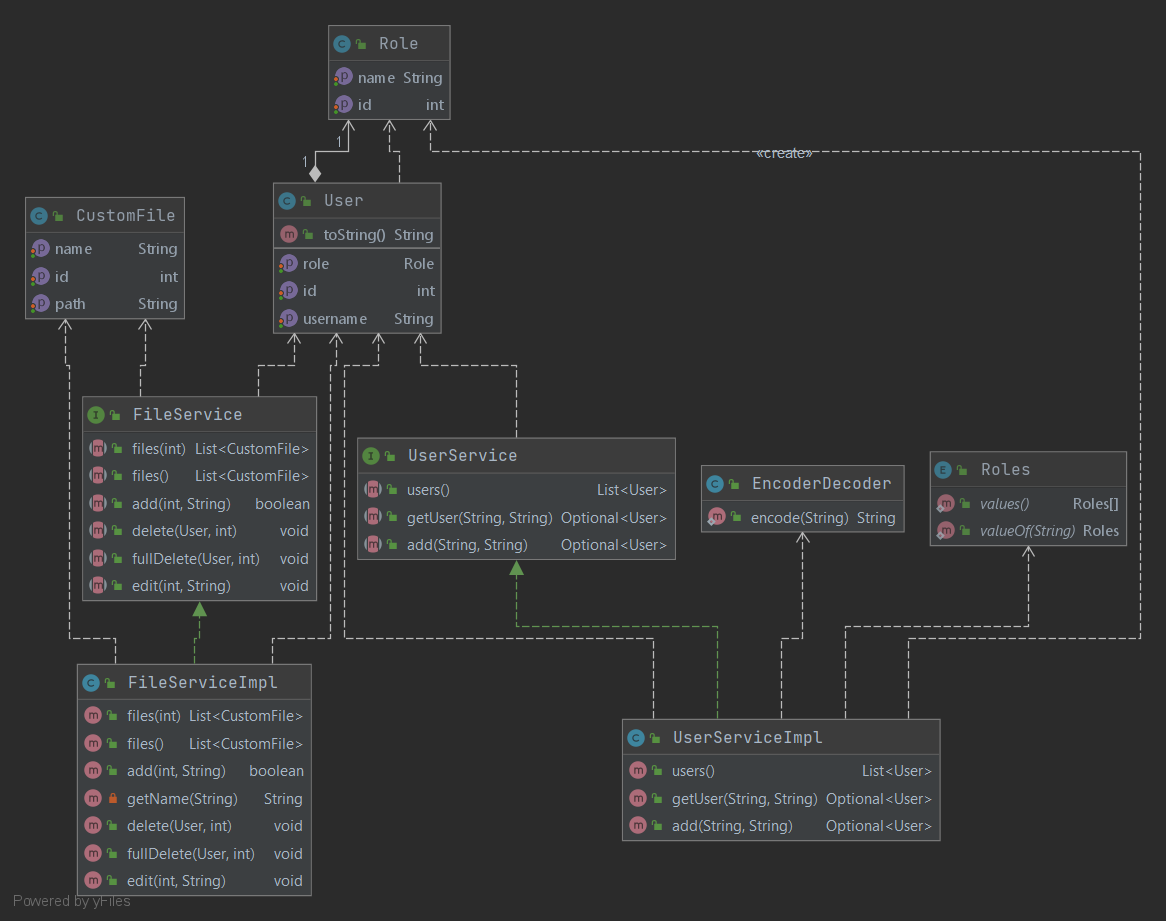 C Role
p name String
p id int
1
1
«create»
C User
m toString() String
p role Role
p id int
p username String
C CustomFile
p name String
p id int
p path String
I FileService
m files(int) List<CustomFile>
m files() List<CustomFile>
m add(int, String) boolean
m delete(User, int) void
m fullDelete(User, int) void
m edit(int, String) void
I UserService
m users() List<User>
m getUser(String, String) Optional<User>
m add(String, String) Optional<User>
C EncoderDecoder
m encode(String) String
E Roles
m values() Roles[]
m valueOf(String) Roles
C FileServiceImpl
m files(int) List<CustomFile>
m files() List<CustomFile>
m add(int, String) boolean
m getName(String) String
m delete(User, int) void
m fullDelete(User, int) void
m edit(int, String) void
C UserServiceImpl
m users() List<User>
m getUser(String, String) Optional<User>
m add(String, String) Optional<User>
Powered by yFiles